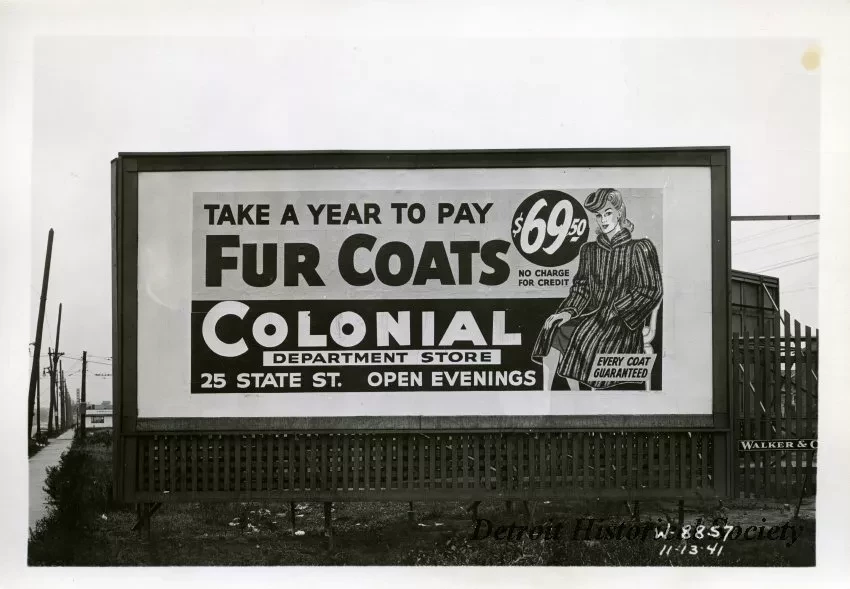 TAKE A YEAR TO PAY
FUR COATS
$69.50
NO CHARGE
FOR CREDIT
COLONIAL
DEPARTMENT STORE
25 STATE ST. OPEN EVENINGS
EVERY COAT
GUARANTEED
WALKER & C
Detroit Historical Society
W-8857
11-13-41